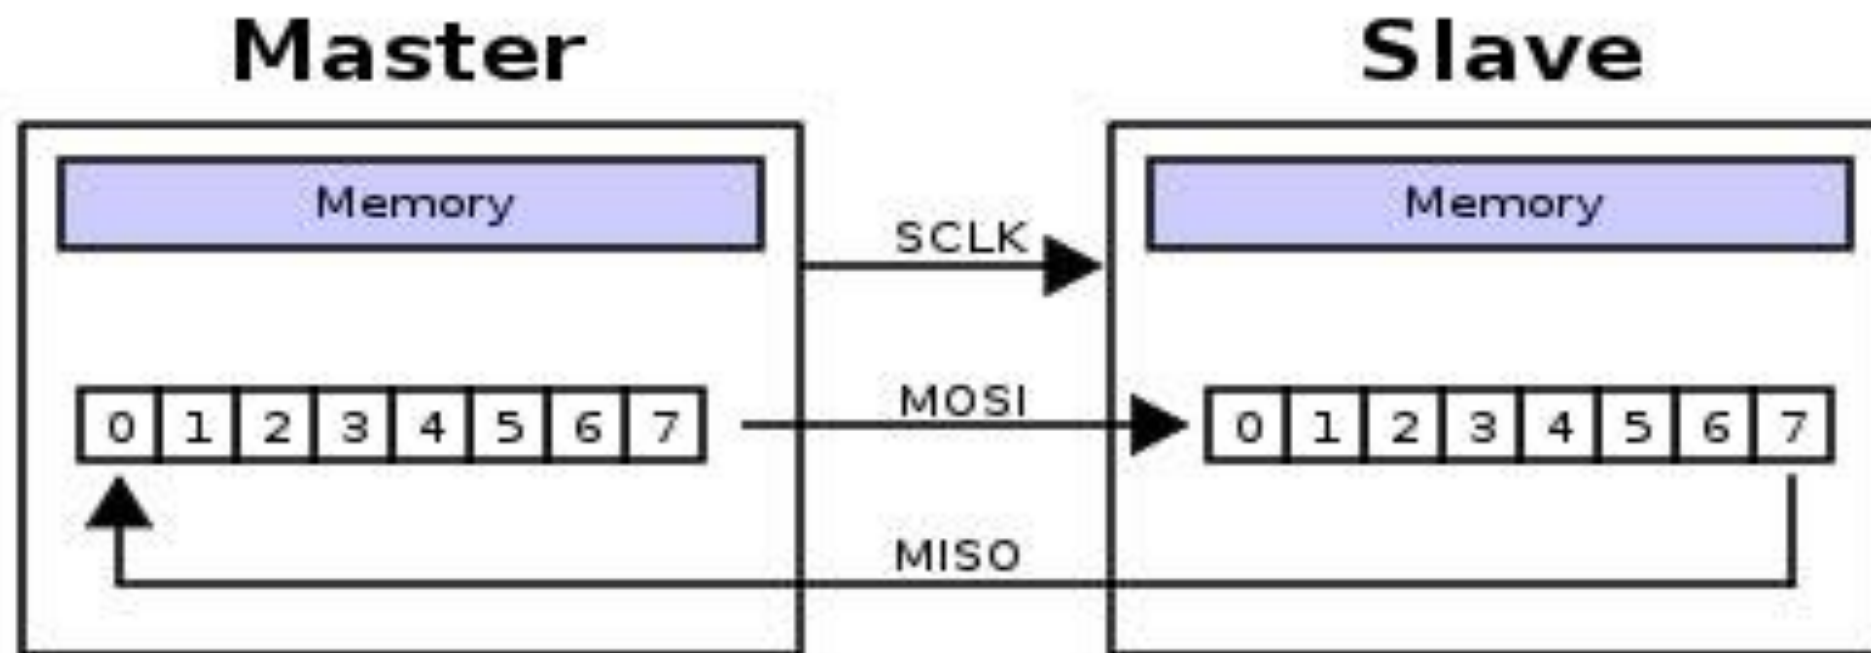 Master Slave
Memory Memory
SCLK
MOSI
0 1 2 3 4 5 6 7 0 1 2 3 4 5 6 7
MISO